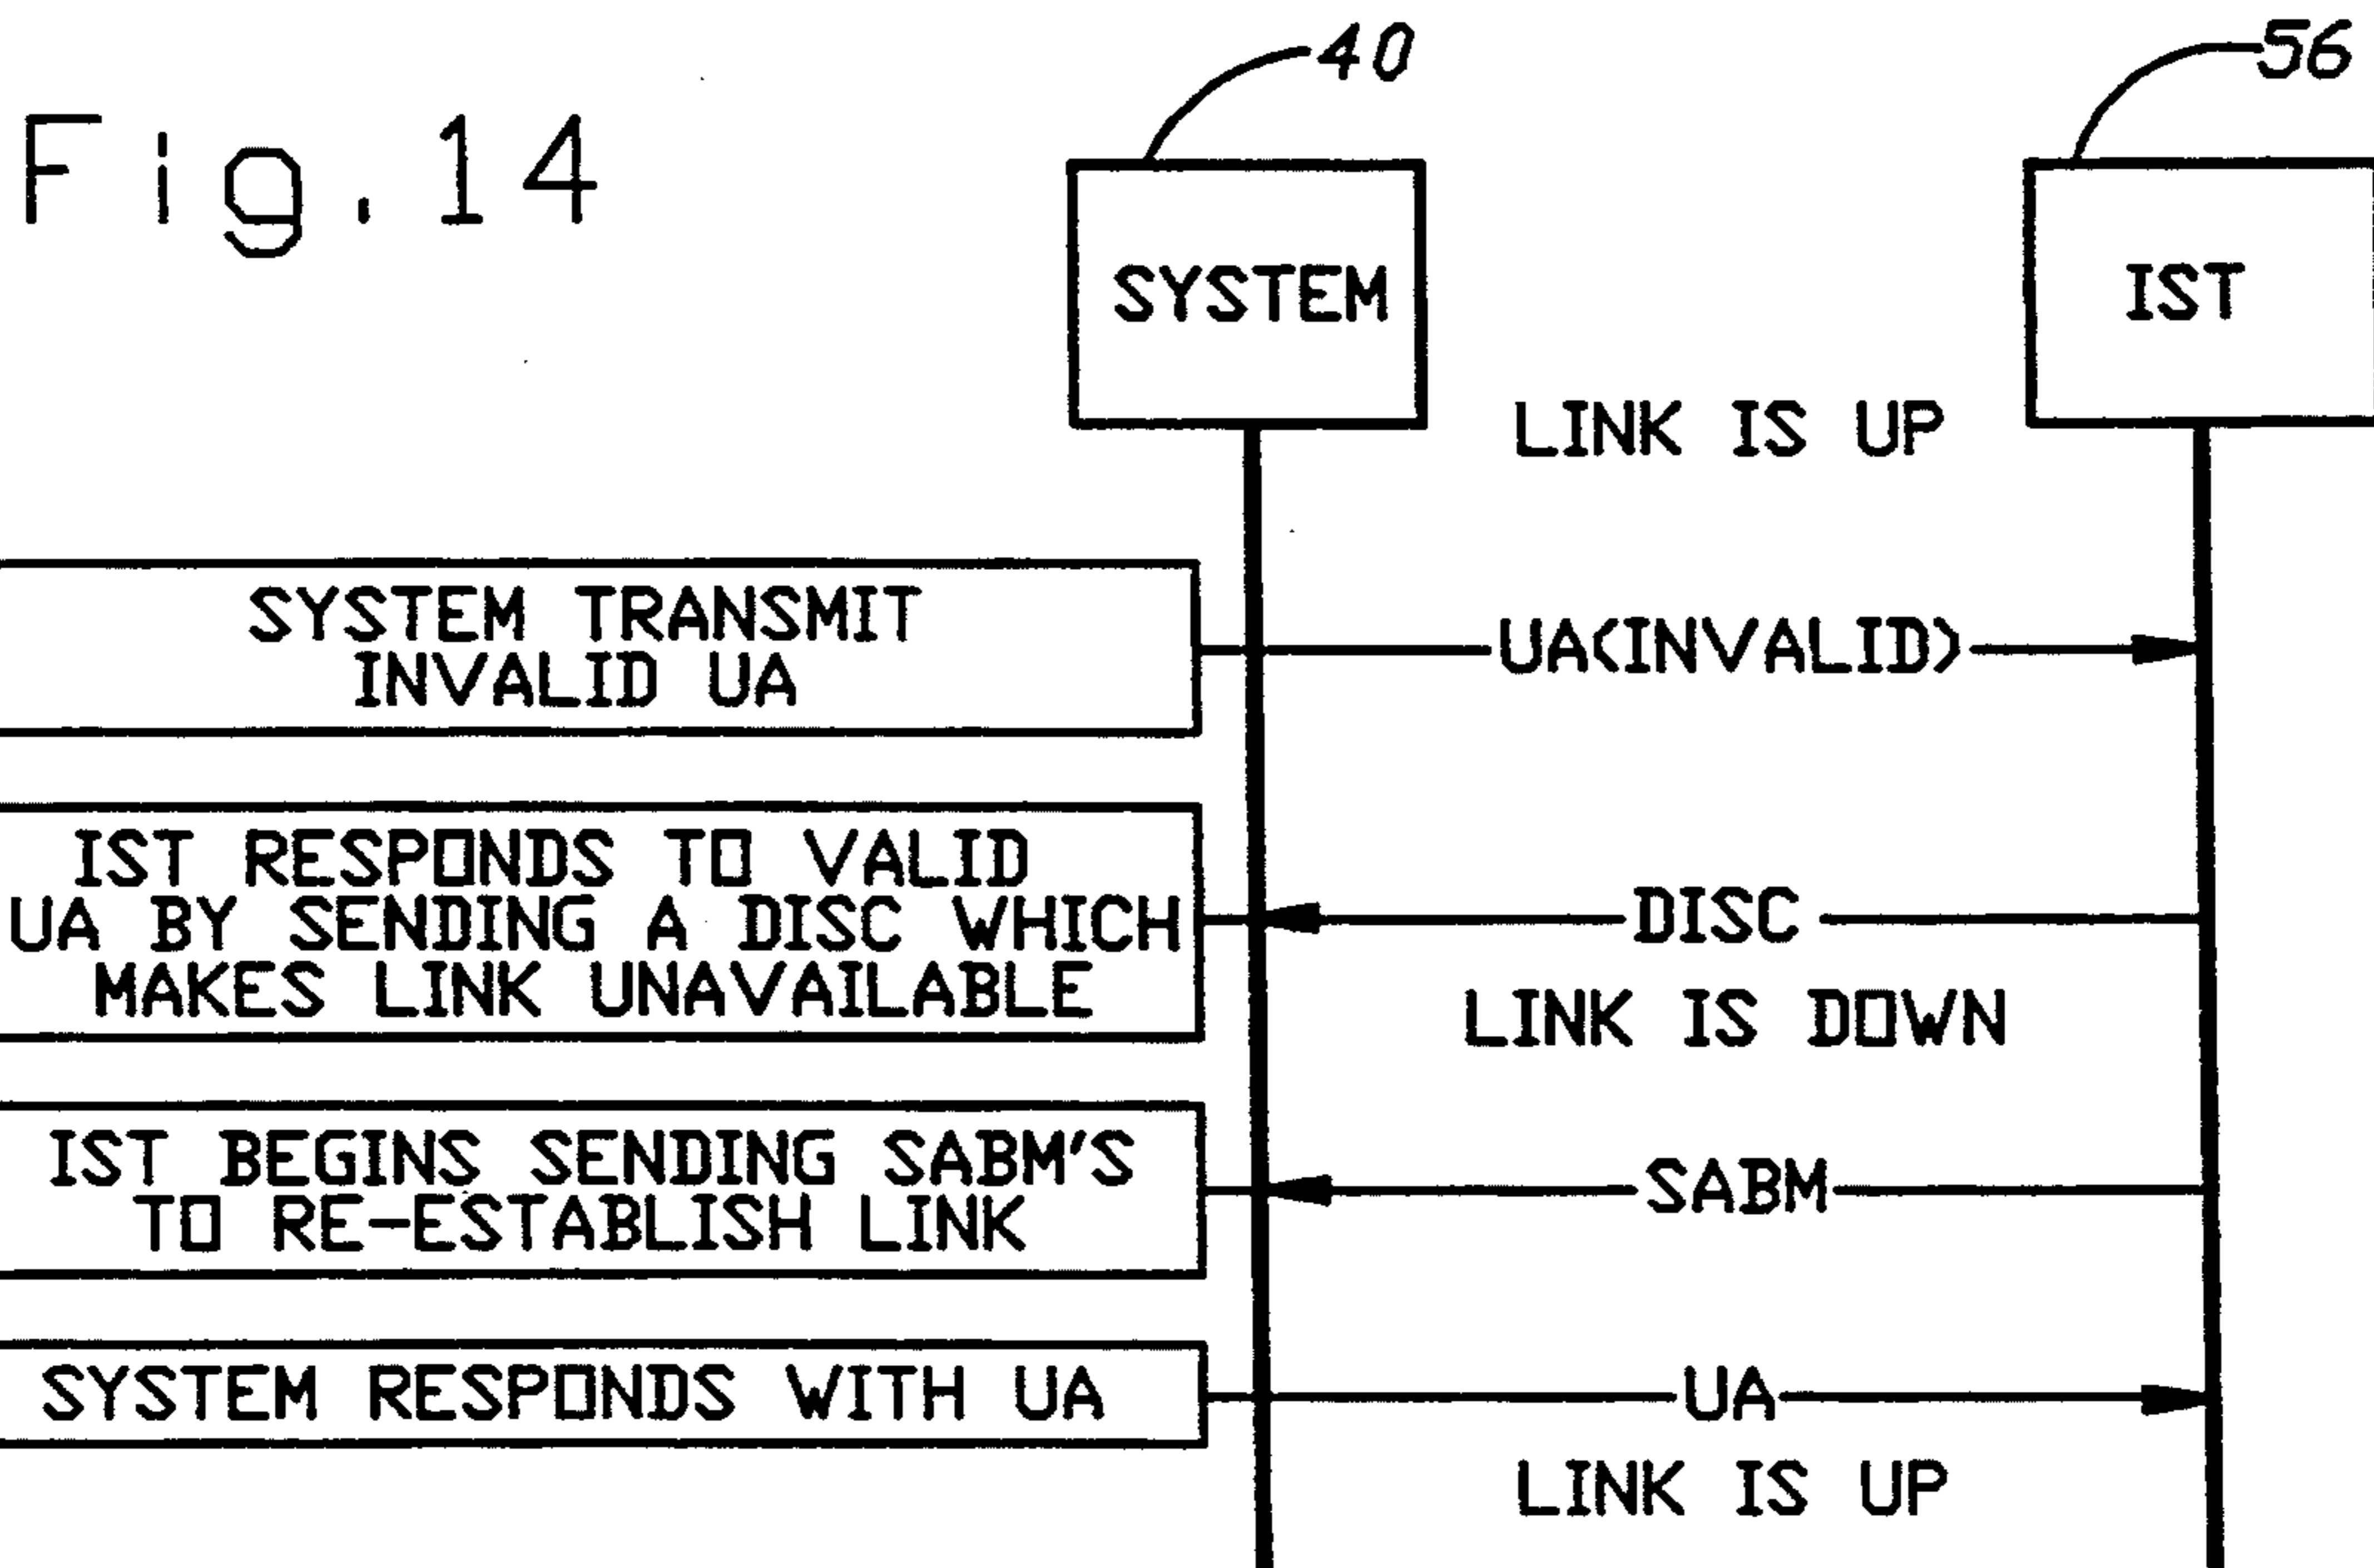 Fig.14
40
56
SYSTEM
IST
LINK IS UP
SYSTEM TRANSMIT
INVALID UA
UA(INVALID)
IST RESPONDS TO VALID
UA BY SENDING A DISC WHICH
MAKES LINK UNAVAILABLE
DISC
LINK IS DOWN
IST BEGINS SENDING SABM'S
TO RE-ESTABLISH LINK
SABM
SYSTEM RESPONDS WITH UA
UA
LINK IS UP